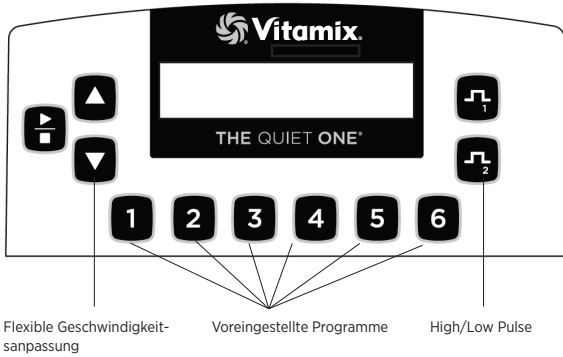 Vitamix.
THE QUIET ONE®
1
2
1 2 3 4 5 6
Flexible Geschwindigkeit-
sanpassung
Voreingestellte Programme
High/Low Pulse